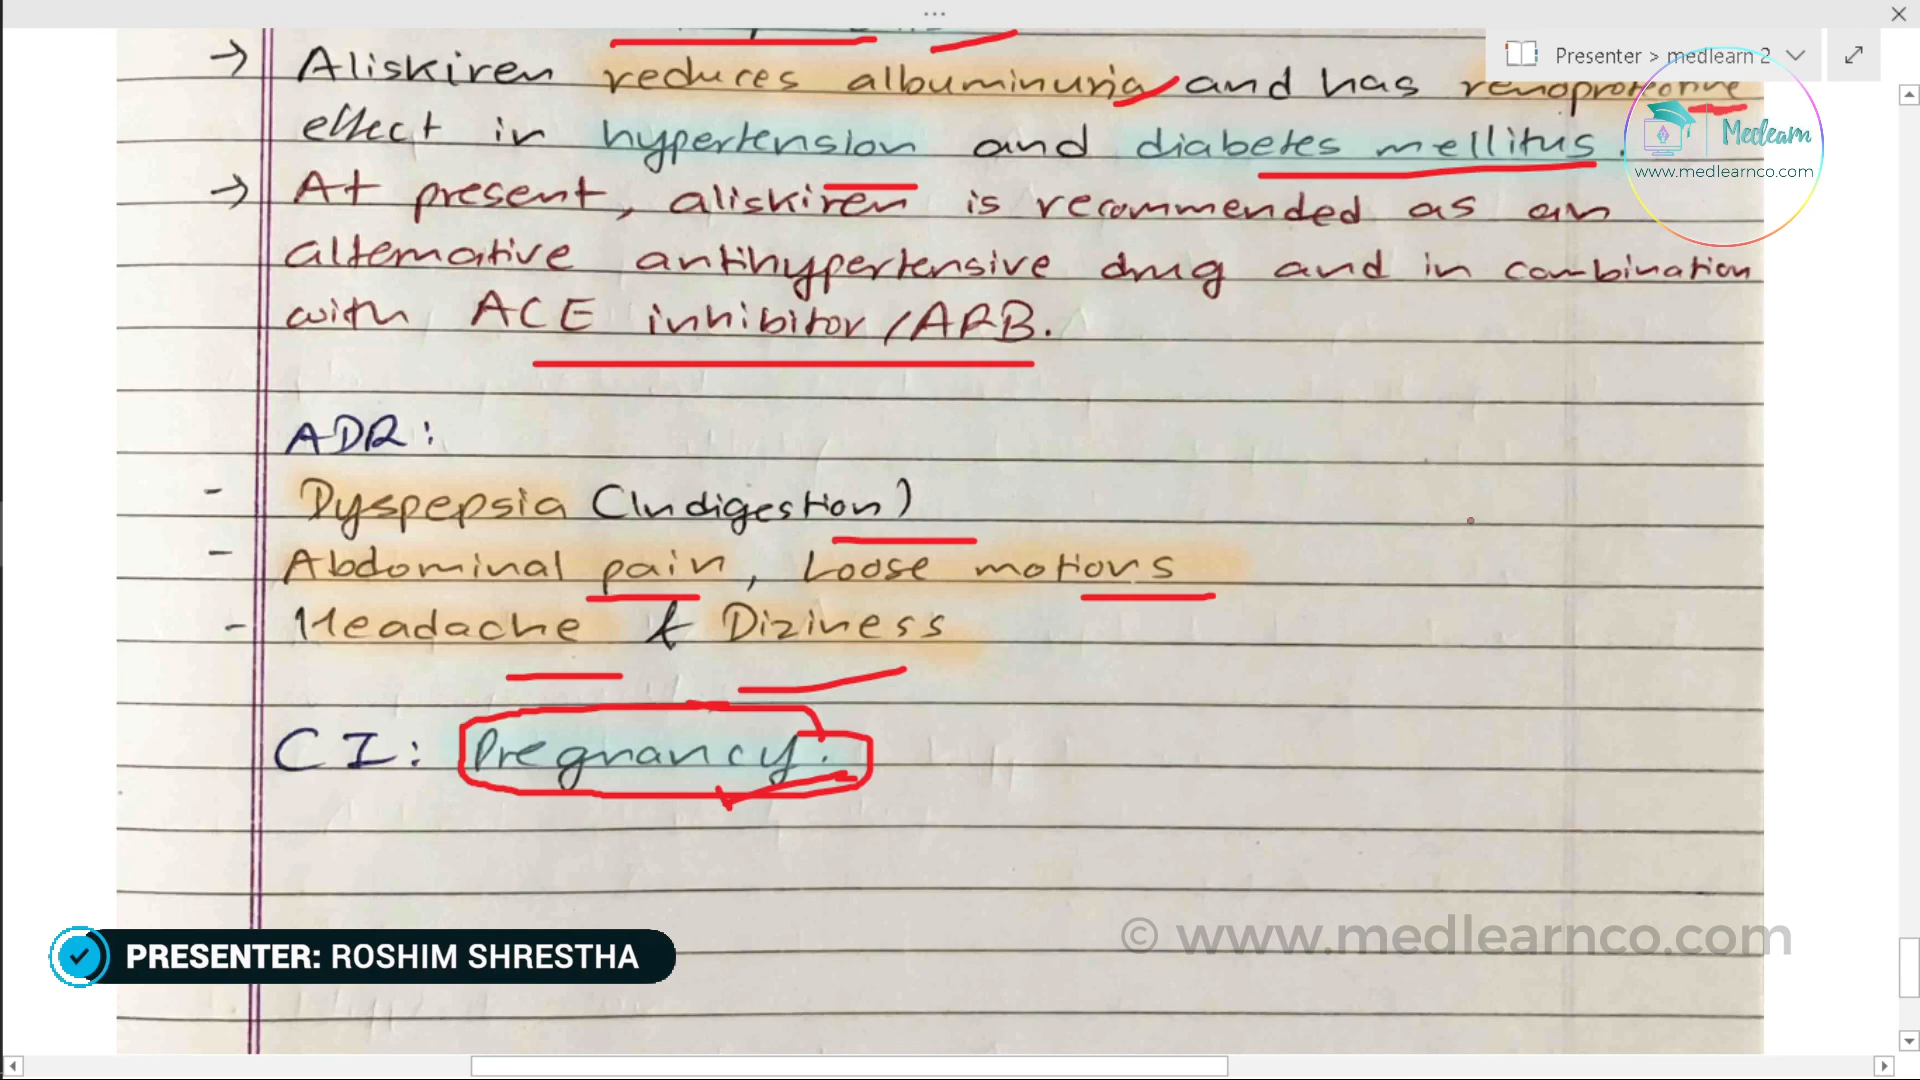 Presenter > medlearn 2
→ Aliskiren reduces albuminuria and has renoprotective
effect in hypertension and diabetes mellitus.
Medlearn
www.medlearnco.com
→ At present, aliskiren is recommended as an
alternative antihypertensive drug and in combination
with ACE inhibitor/ARB.
ADR:
- Dyspepsia (Indigestion)
- Abdominal pain, Loose motions
- Headache & Diziness
CI: Pregnancy.
© www.medlearnco.com
PRESENTER: ROSHIM SHRESTHA